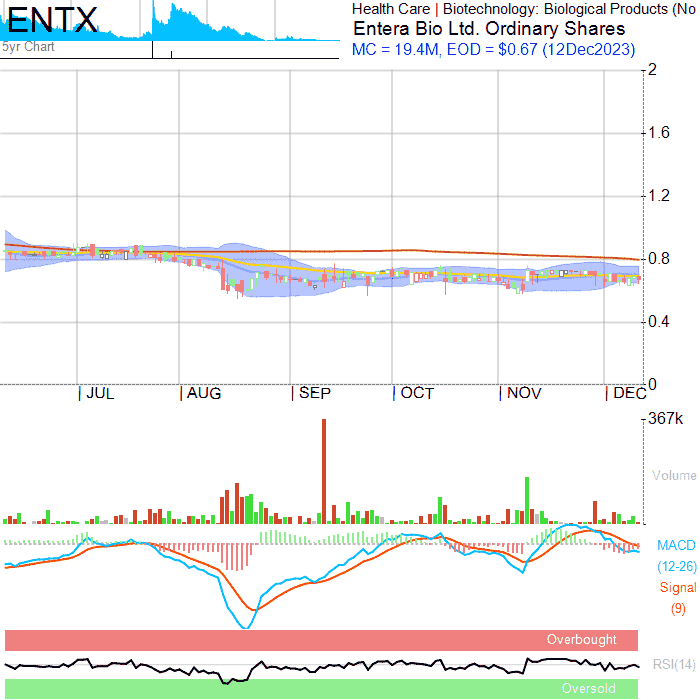 ENTX
5yr Chart
Health Care | Biotechnology: Biological Products (No
Entera Bio Ltd. Ordinary Shares
MC = 19.4M, EOD = $0.67 (12Dec2023)
2
1.6
1.2
0.8
0.4
0
JUL
AUG
SEP
OCT
NOV
DEC
367k
Volume
MACD
(12-26)
Signal
(9)
Overbought
RSI(14)
Oversold